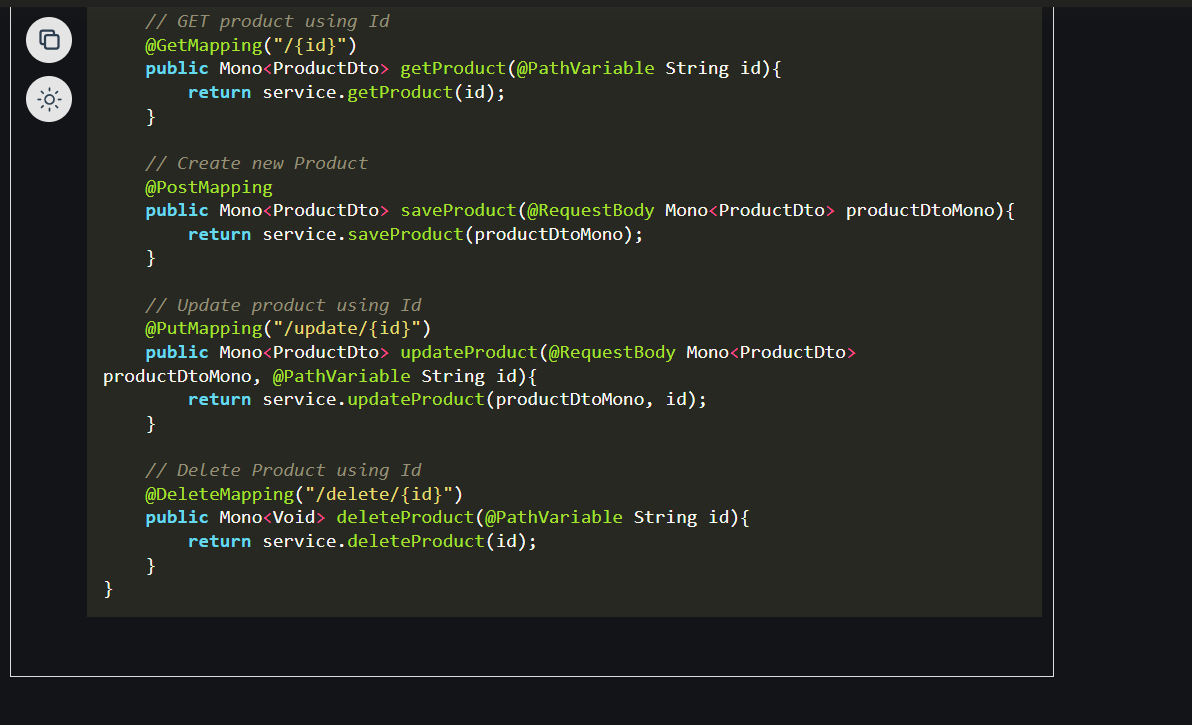 // GET product using Id
@GetMapping("/{id}")
public Mono<ProductDto> getProduct(@PathVariable String id){
return service.getProduct(id);
}
// Create new Product
@PostMapping
public Mono<ProductDto> saveProduct(@RequestBody Mono<ProductDto> productDtoMono){
return service.saveProduct(productDtoMono);
}
// Update product using Id
@PutMapping("/update/{id}")
public Mono<ProductDto> updateProduct(@RequestBody Mono<ProductDto>
productDtoMono, @PathVariable String id){
return service.updateProduct(productDtoMono, id);
}
// Delete Product using Id
@DeleteMapping("/delete/{id}")
public Mono<Void> deleteProduct(@PathVariable String id){
return service.deleteProduct(id);
}
}